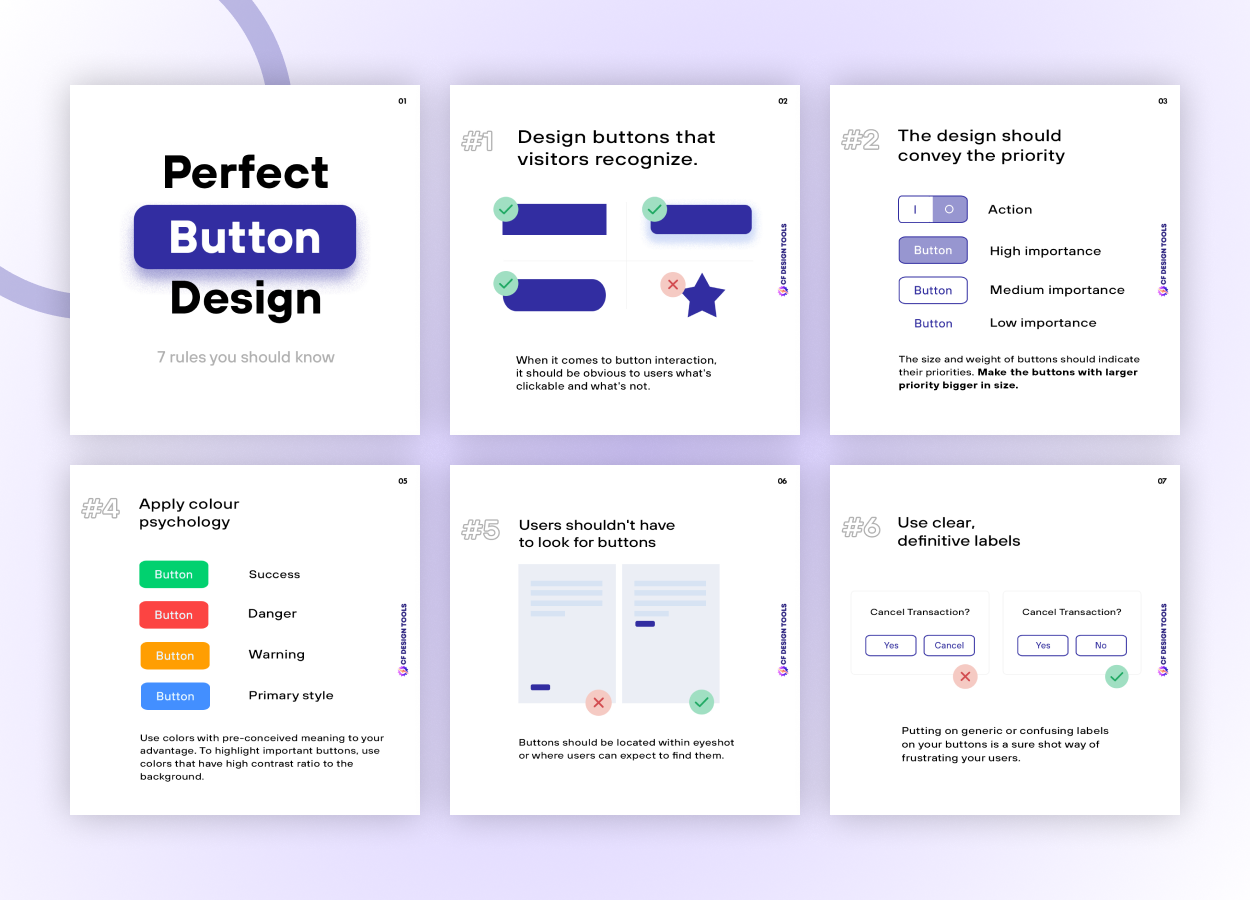 01
Perfect
Button
Design
7 rules you should know
02
#1
Design buttons that
visitors recognize.
When it comes to button interaction,
it should be obvious to users what's
clickable and what's not.
CF DESIGN TOOLS
03
#2
The design should
convey the priority
I O
Action
Button
High importance
Button
Medium importance
Button
Low importance
The size and weight of buttons should indicate
their priorities. Make the buttons with larger
priority bigger in size.
CF DESIGN TOOLS
05
#4
Apply colour
psychology
Button
Success
Button
Danger
Button
Warning
Button
Primary style
Use colors with pre-conceived meaning to your
advantage. To highlight important buttons, use
colors that have high contrast ratio to the
background.
CF DESIGN TOOLS
06
#5
Users shouldn't have
to look for buttons
Buttons should be located within eyeshot
or where users can expect to find them.
CF DESIGN TOOLS
07
#6
Use clear,
definitive labels
Cancel Transaction?
Yes
Cancel
Cancel Transaction?
Yes
No
Putting on generic or confusing labels
on your buttons is a sure shot way of
frustrating your users.
CF DESIGN TOOLS